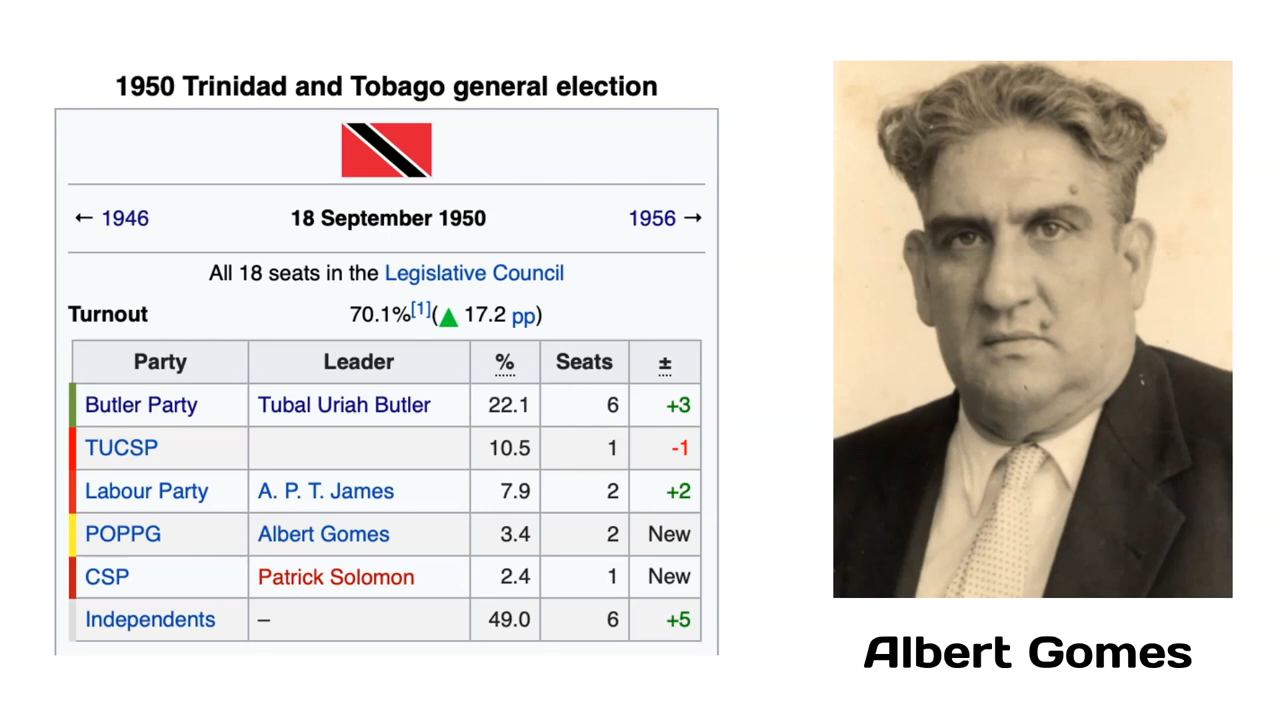 1950 Trinidad and Tobago general election
← 1946 18 September 1950 1956 →
All 18 seats in the Legislative Council
Turnout 70.1%[1](▲ 17.2 pp)
Party Leader % Seats ±
Butler Party Tubal Uriah Butler 22.1 6 +3
TUCSP 10.5 1 -1
Labour Party A. P. T. James 7.9 2 +2
POPPG Albert Gomes 3.4 2 New
CSP Patrick Solomon 2.4 1 New
Independents – 49.0 6 +5
Albert Gomes